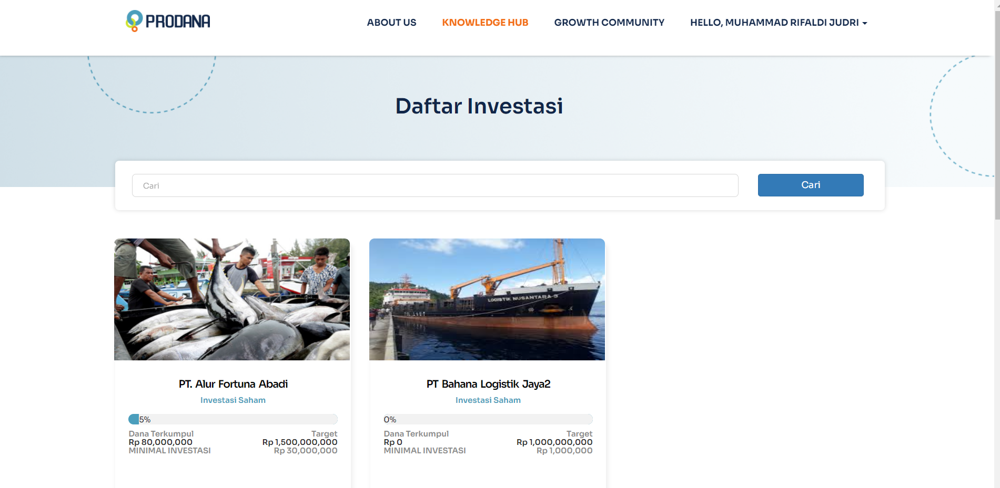 PRODANA
ABOUT US
KNOWLEDGE HUB
GROWTH COMMUNITY
HELLO, MUHAMMAD RIFALDI JUDRI
Daftar Investasi
Cari
Cari
LOGISTIK NUSANTARA 3
PT. Alur Fortuna Abadi
Investasi Saham
5%
Dana Terkumpul Target
Rp 80,000,000 Rp 1,500,000,000
MINIMAL INVESTASI Rp 30,000,000
PT Bahana Logistik Jaya2
Investasi Saham
0%
Dana Terkumpul Target
Rp 0 Rp 1,000,000,000
MINIMAL INVESTASI Rp 1,000,000